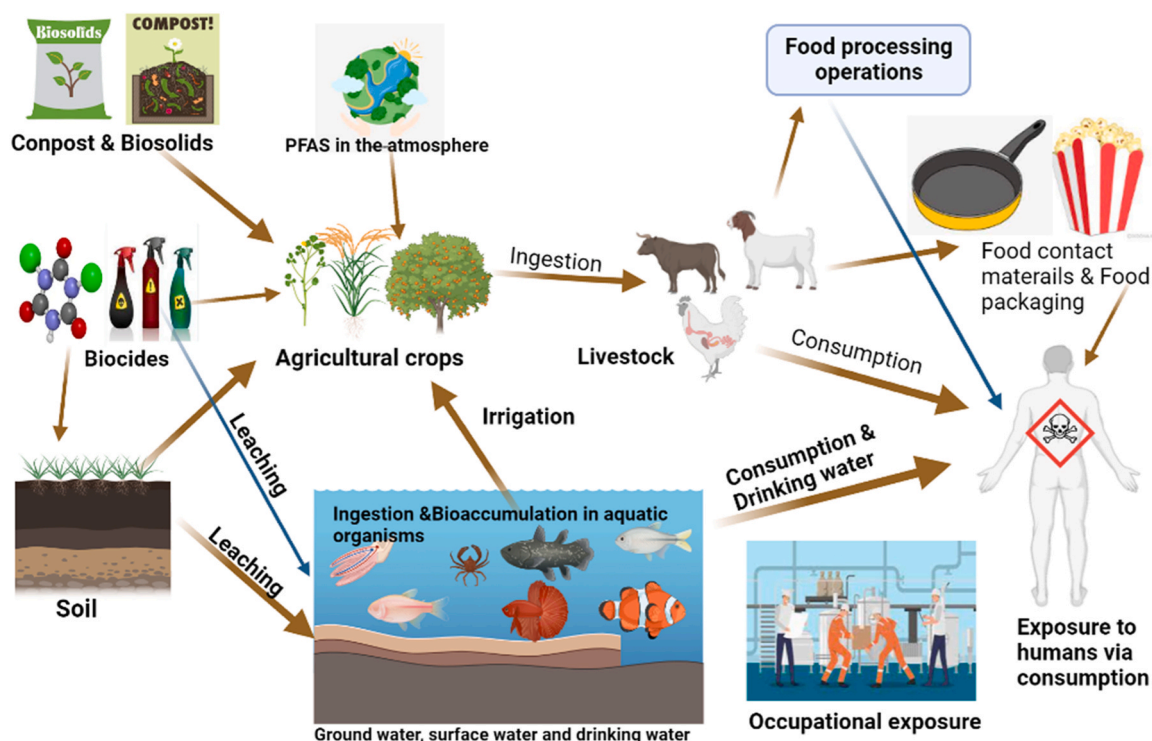 Biosolids
COMPOST!
Conpost & Biosolids
PFAS in the atmosphere
Food processing
operations
Food contact
materails & Food
packaging
Biocides
Agricultural crops
Ingestion
Livestock
Consumption
Leaching
Irrigation
Consumption &
Drinking water
Soil
Leaching
Ingestion &Bioaccumulation in aquatic
organisms
Ground water, surface water and drinking water
Occupational exposure
Exposure to
humans via
consumption